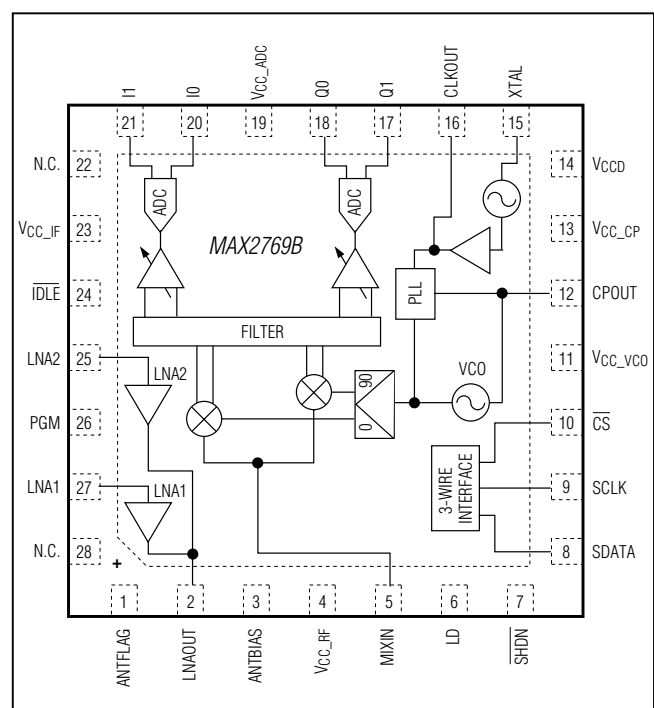 I1
I0
VCC_ADC
Q0
Q1
CLKOUT
XTAL
21
20
19
18
17
16
15
N.C. 22
VCC_IF 23
IDLE 24
LNA2 25
PGM 26
LNA1 27
N.C. 28
14 VCCD
13 VCC_CP
12 CPOUT
11 VCC_VCO
10 CS
9 SCLK
8 SDATA
ADC
ADC
MAX2769B
PLL
FILTER
LNA2
LNA1
90
0
VCO
3-WIRE
INTERFACE
+
1
2
3
4
5
6
7
ANTFLAG
LNAOUT
ANTBIAS
VCC_RF
MIXIN
LD
SHDN